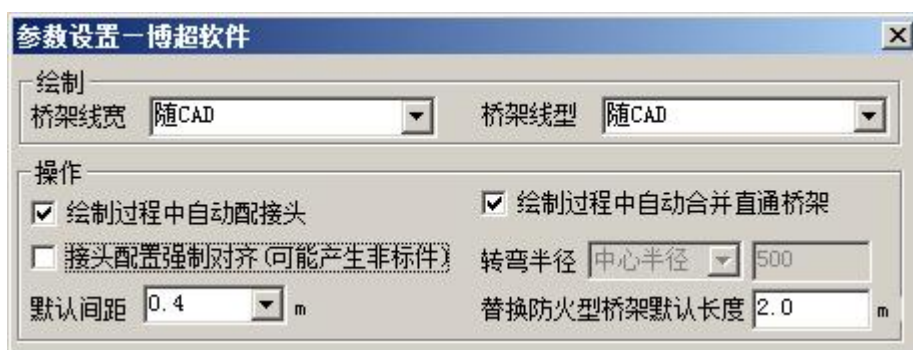 参数设置－博超软件
绘制
桥架线宽 随CAD 桥架线型 随CAD
操作
绘制过程中自动配接头 绘制过程中自动合并直通桥架
接头配置强制对齐(可能产生非标件) 转弯半径 中心半径 500
默认间距 0.4 m 替换防火型桥架默认长度 2.0 m